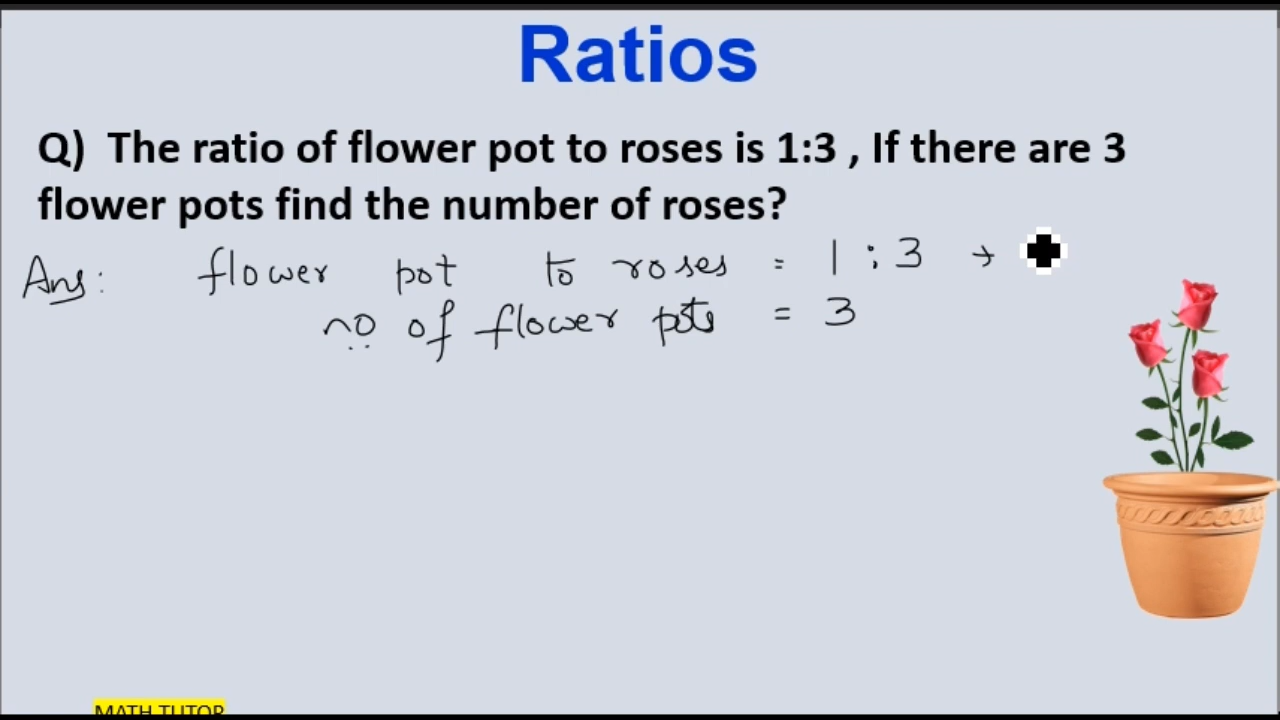 Ratios
Q) The ratio of flower pot to roses is 1:3 , If there are 3
flower pots find the number of roses?
Ans: flower pot to roses = 1 : 3 →
no of flower pots = 3
MATH TUTOR